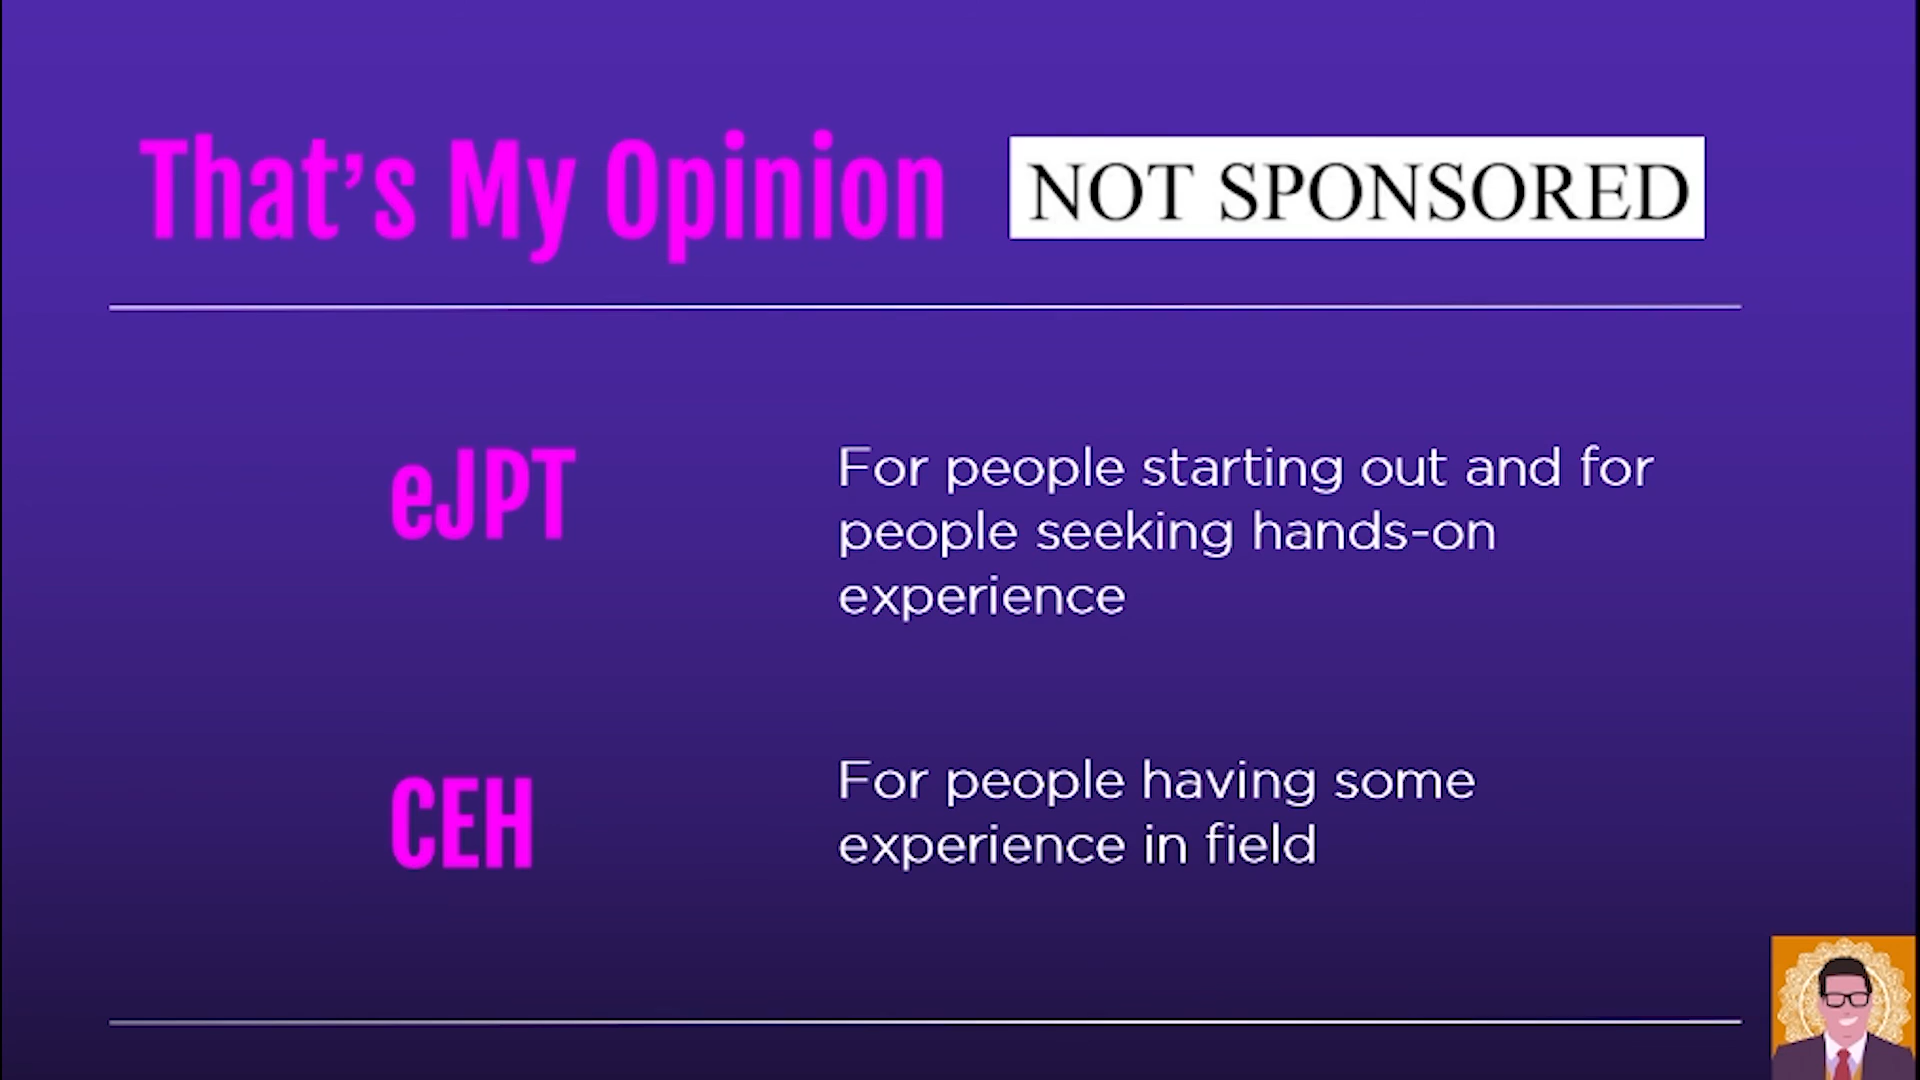 That's My Opinion NOT SPONSORED
eJPT
For people starting out and for
people seeking hands-on
experience
CEH
For people having some
experience in field